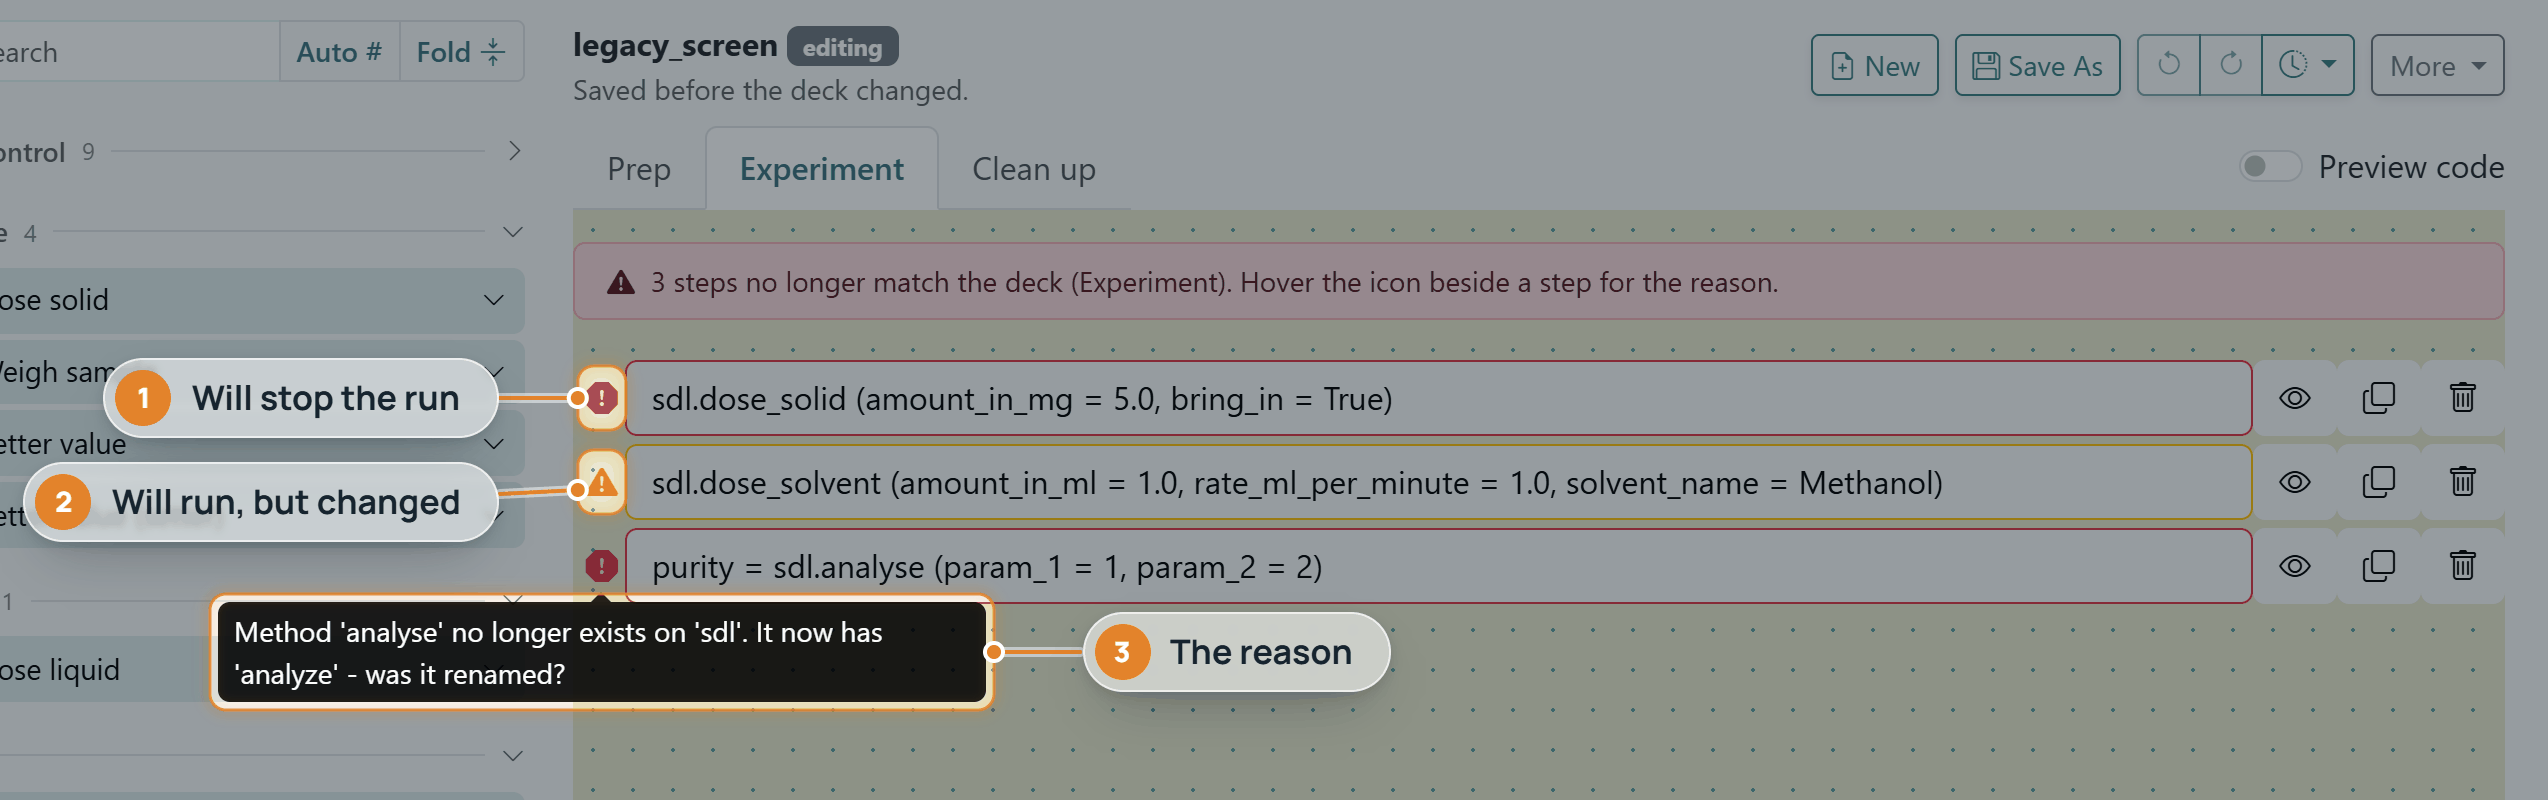 earch
Auto #
Fold
legacy_screen
editing
Saved before the deck changed.
New
Save As
More
ontrol 9
Prep
Experiment
Clean up
Preview code
e 4
ose solid
3 steps no longer match the deck (Experiment). Hover the icon beside a step for the reason.
eigh sam
1 Will stop the run
sdl.dose_solid (amount_in_mg = 5.0, bring_in = True)
etter value
2 Will run, but changed
sdl.dose_solvent (amount_in_ml = 1.0, rate_ml_per_minute = 1.0, solvent_name = Methanol)
ett
purity = sdl.analyse (param_1 = 1, param_2 = 2)
1
Method 'analyse' no longer exists on 'sdl'. It now has
'analyze' - was it renamed?
3 The reason
ose liquid